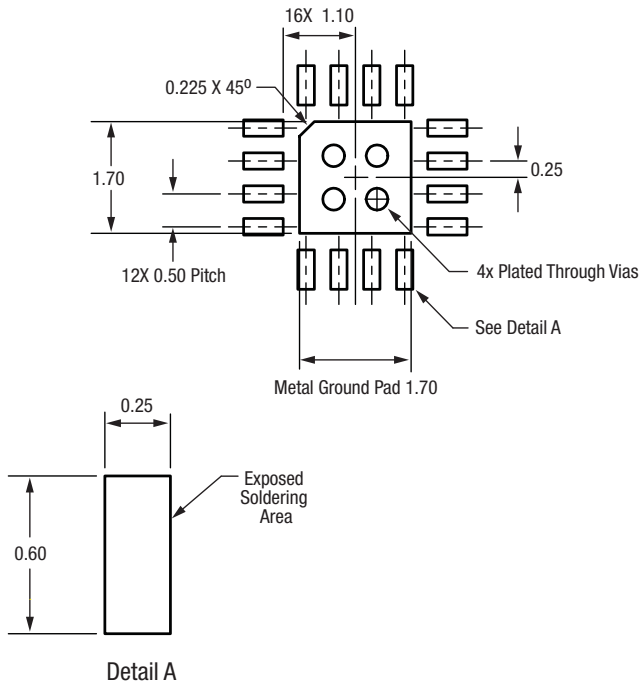 16X 1.10
0.225 X 45⁰
1.70
0.25
12X 0.50 Pitch
4x Plated Through Vias
See Detail A
Metal Ground Pad 1.70
0.25
Exposed
Soldering
Area
0.60
Detail A